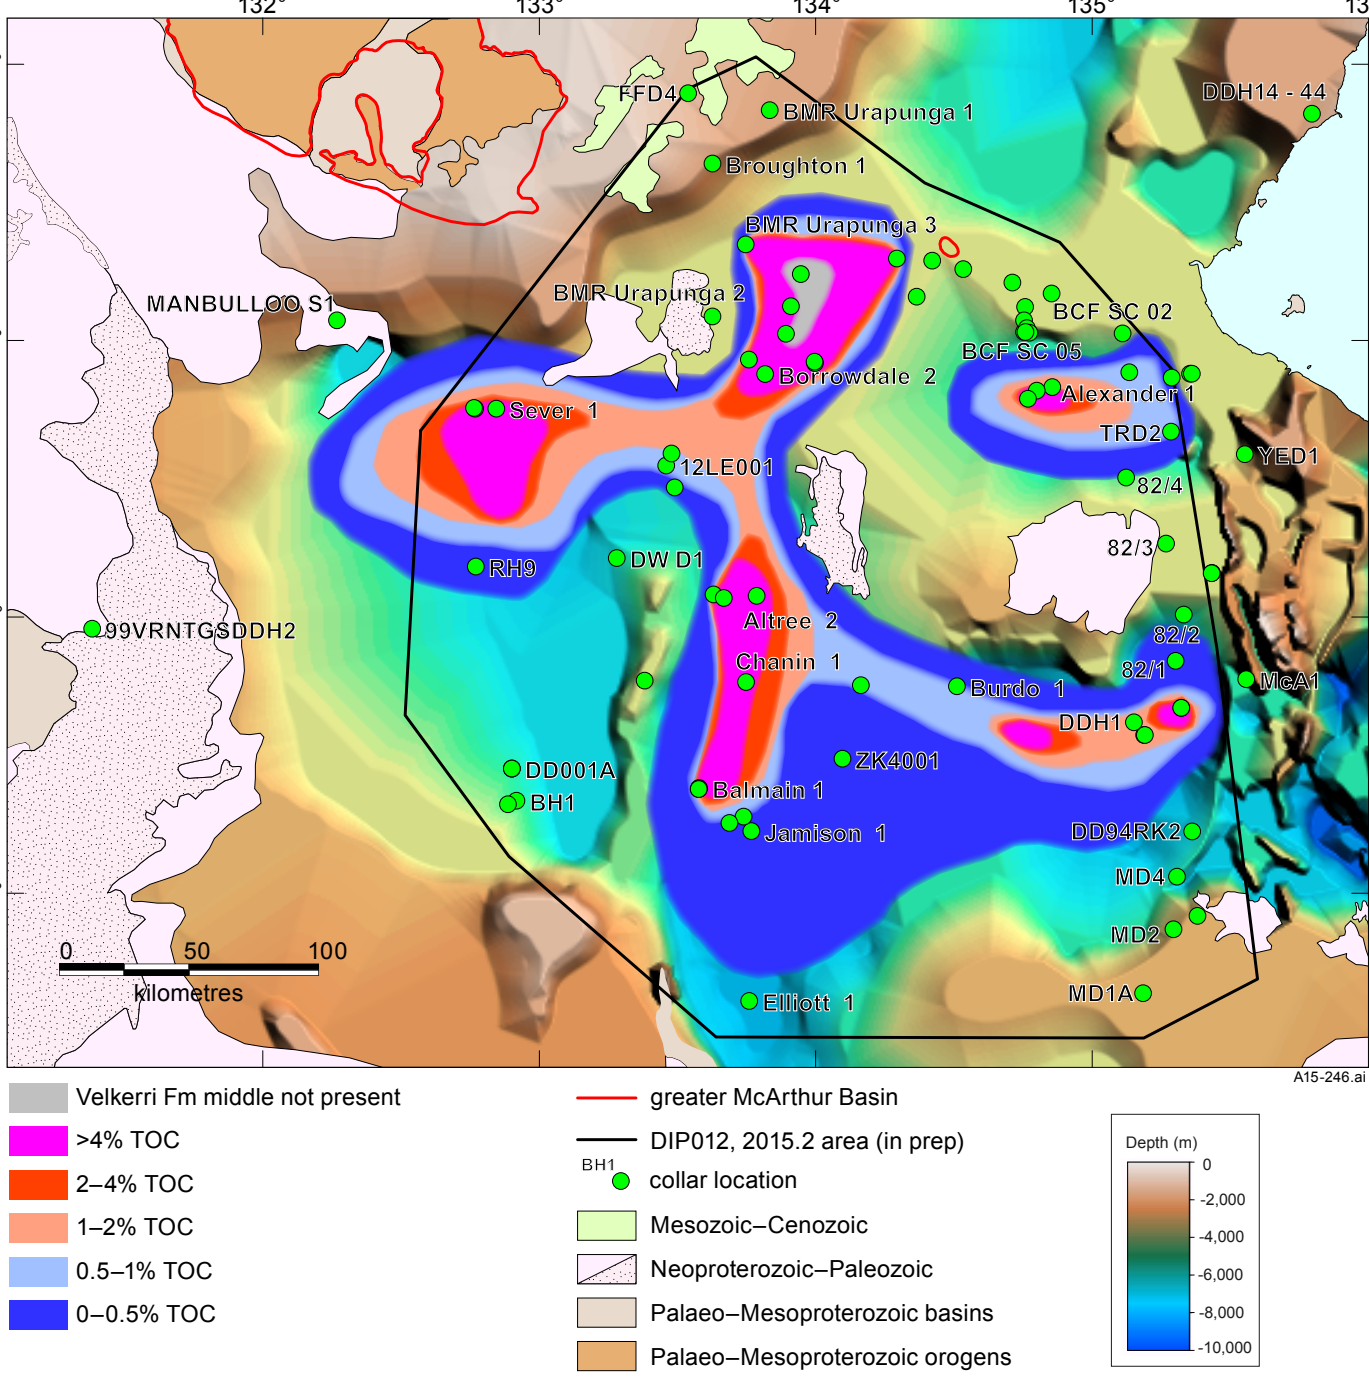 132°
133°
134°
135°
13
FFD4
DDH14 - 44
BMR Urapunga 1
Broughton 1
BMR Urapunga 3
BMR Urapunga 2
MANBULLOO S1
BCF SC 02
BCF SC 05
Borrowdale 2
Alexander 1
Sever 1
TRD2
YED1
12LE001
82/4
82/3
DW D1
RH9
99VRNTGSDDH2
Altree 2
82/2
Chanin 1
82/1
McA1
Burdo 1
DDH1
ZK4001
DD001A
Balmain 1
BH1
Jamison 1
DD94RK2
MD4
MD2
0 50 100
kilometres
MD1A
Elliott 1
A15-246.ai
Velkerri Fm middle not present
>4% TOC
2–4% TOC
1–2% TOC
0.5–1% TOC
0–0.5% TOC
greater McArthur Basin
DIP012, 2015.2 area (in prep)
BH1
collar location
Mesozoic–Cenozoic
Neoproterozoic–Paleozoic
Palaeo–Mesoproterozoic basins
Palaeo–Mesoproterozoic orogens
Depth (m)
0
-2,000
-4,000
-6,000
-8,000
-10,000